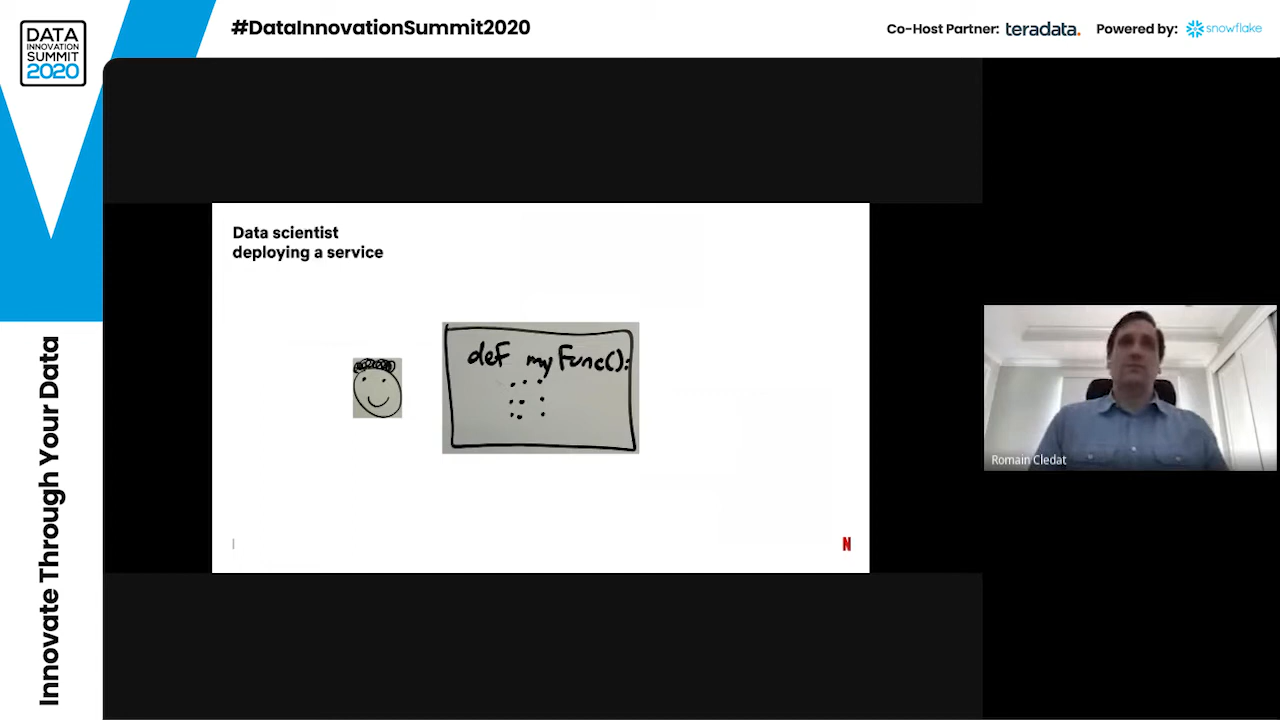 #DataInnovationSummit2020
Co-Host Partner: teradata.
Powered by: snowflake
DATA
INNOVATION
SUMMIT
2020
Innovate Through Your Data
Data scientist
deploying a service
def myFunc():
N
Romain Cledat